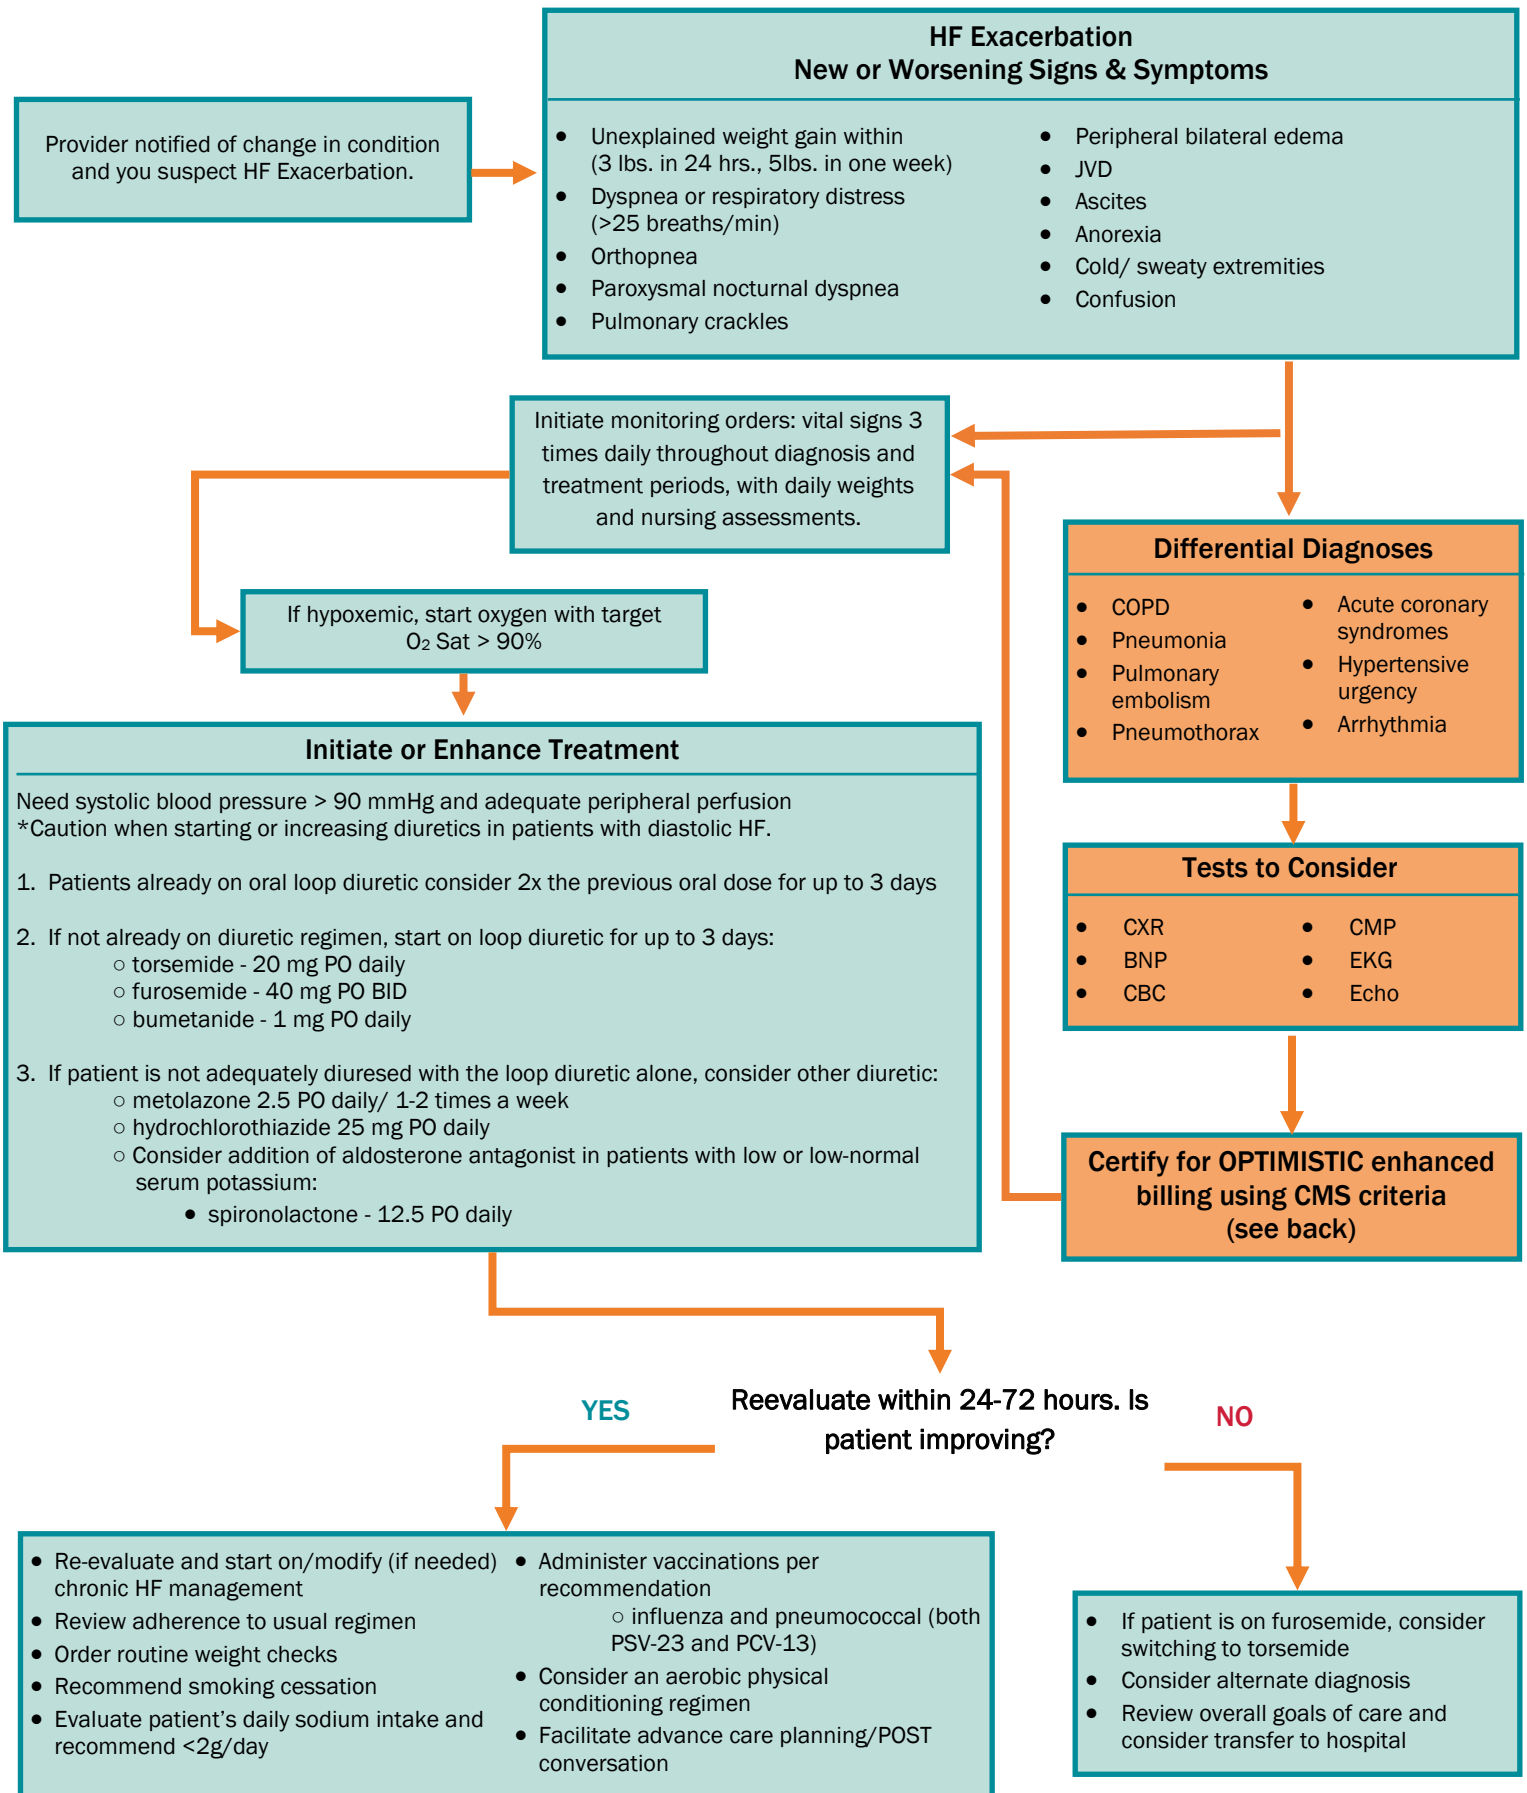 HF Exacerbation
New or Worsening Signs & Symptoms
Provider notified of change in condition
and you suspect HF Exacerbation.
• Unexplained weight gain within
(3 lbs. in 24 hrs., 5lbs. in one week)
• Dyspnea or respiratory distress
(>25 breaths/min)
• Orthopnea
• Paroxysmal nocturnal dyspnea
• Pulmonary crackles
• Peripheral bilateral edema
• JVD
• Ascites
• Anorexia
• Cold/ sweaty extremities
• Confusion
Initiate monitoring orders: vital signs 3
times daily throughout diagnosis and
treatment periods, with daily weights
and nursing assessments.
Differential Diagnoses
• COPD
• Pneumonia
• Pulmonary
embolism
• Pneumothorax
• Acute coronary
syndromes
• Hypertensive
urgency
• Arrhythmia
If hypoxemic, start oxygen with target
O₂ Sat > 90%
Initiate or Enhance Treatment
Need systolic blood pressure > 90 mmHg and adequate peripheral perfusion
*Caution when starting or increasing diuretics in patients with diastolic HF.
1. Patients already on oral loop diuretic consider 2x the previous oral dose for up to 3 days
2. If not already on diuretic regimen, start on loop diuretic for up to 3 days:
○ torsemide - 20 mg PO daily
○ furosemide - 40 mg PO BID
○ bumetanide - 1 mg PO daily
3. If patient is not adequately diuresed with the loop diuretic alone, consider other diuretic:
○ metolazone 2.5 PO daily/ 1-2 times a week
○ hydrochlorothiazide 25 mg PO daily
○ Consider addition of aldosterone antagonist in patients with low or low-normal
serum potassium:
• spironolactone - 12.5 PO daily
Tests to Consider
• CXR
• BNP
• CBC
• CMP
• EKG
• Echo
Certify for OPTIMISTIC enhanced
billing using CMS criteria
(see back)
Reevaluate within 24-72 hours. Is
patient improving?
YES
NO
• Re-evaluate and start on/modify (if needed)
chronic HF management
• Review adherence to usual regimen
• Order routine weight checks
• Recommend smoking cessation
• Evaluate patient's daily sodium intake and
recommend <2g/day
• Administer vaccinations per
recommendation
○ influenza and pneumococcal (both
PSV-23 and PCV-13)
• Consider an aerobic physical
conditioning regimen
• Facilitate advance care planning/POST
conversation
• If patient is on furosemide, consider
switching to torsemide
• Consider alternate diagnosis
• Review overall goals of care and
consider transfer to hospital